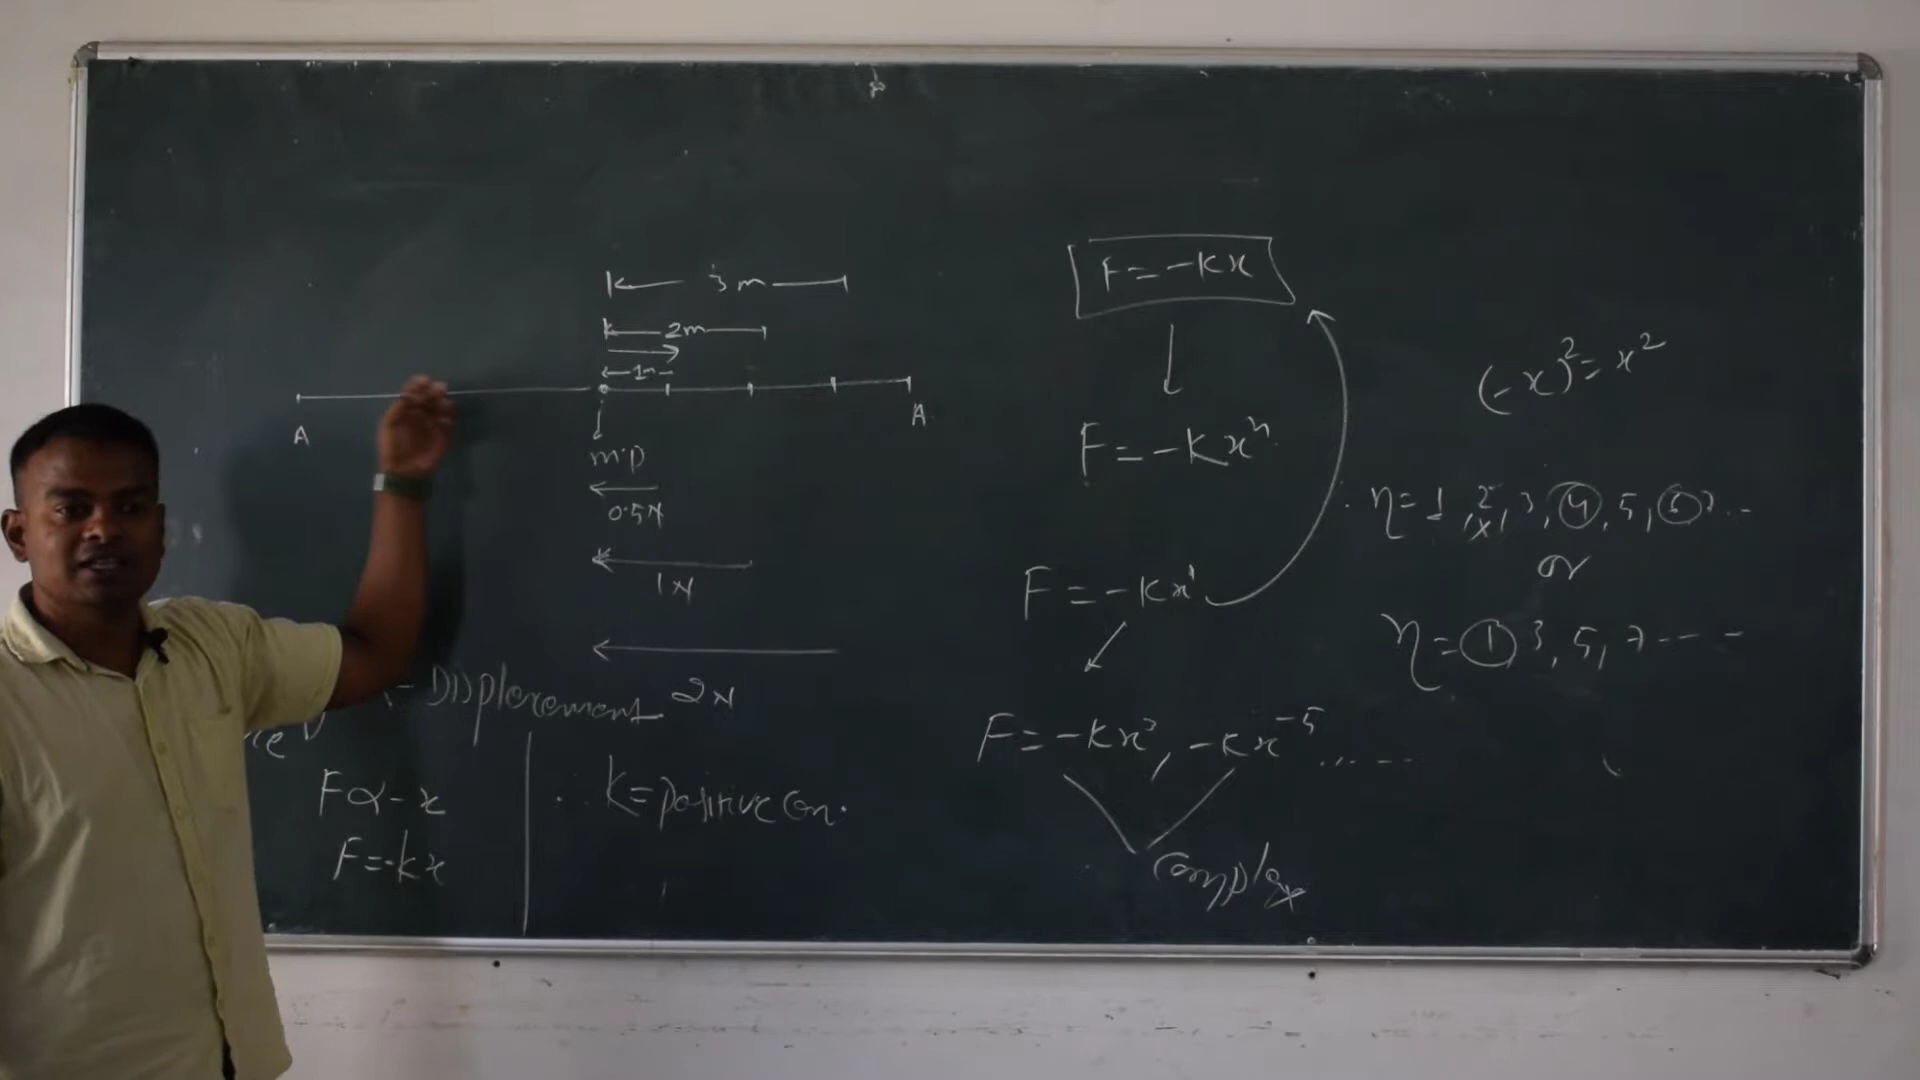 3m
2m
1m
A
A
m.p
0.5N
1N
2N
- Displacement
F∝-x
F=-kx
K=positive con.
F=-Kx
F=-Kxⁿ
F=-Kx¹
F=-Kx³, -Kx⁻⁵ ......
Complex
(-x)²=x²
n=1,2,3,4,5,6,...
or
n=1,3,5,7----